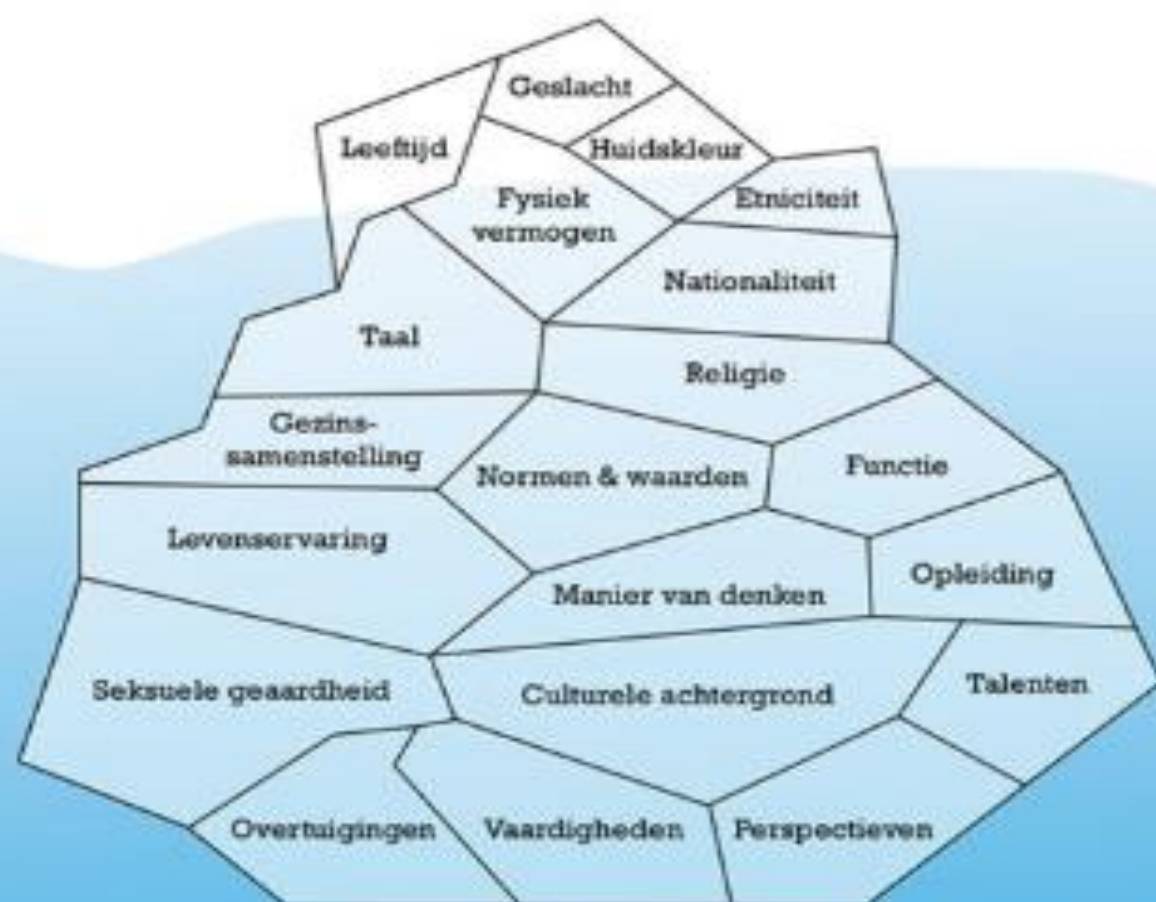 Geslacht
Leeftijd
Huidskleur
Fysiek
vermogen
Etniciteit
Nationaliteit
Taal
Religie
Gezins-
samenstelling
Normen & waarden
Functie
Levenservaring
Manier van denken
Opleiding
Seksuele geaardheid
Culturele achtergrond
Talenten
Overtuigingen
Vaardigheden
Perspectieven